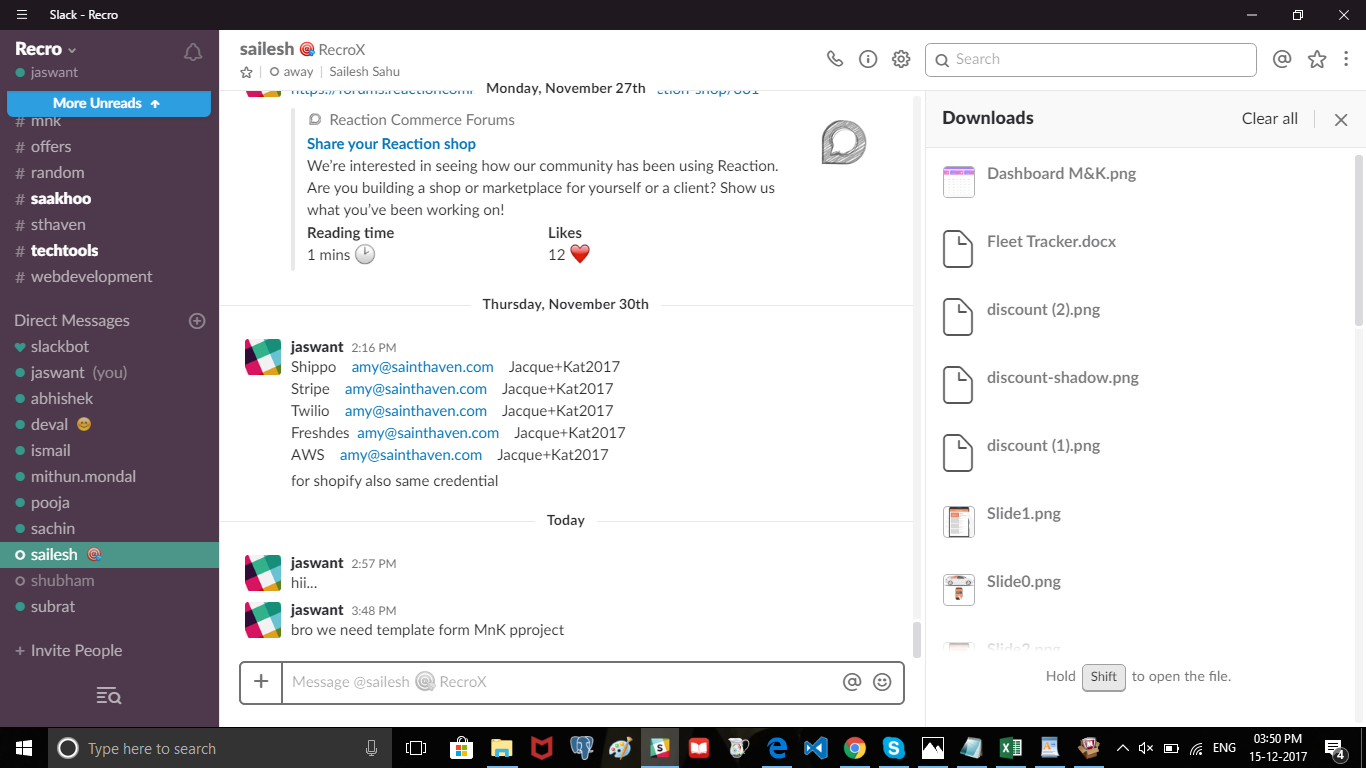 Slack - Recro
Recro
jaswant
More Unreads
# mnk
# offers
# random
# saakhoo
# sthaven
# techtools
# webdevelopment
Direct Messages
slackbot
jaswant (you)
abhishek
deval
ismail
mithun.mondal
pooja
sachin
sailesh
shubham
subrat
+ Invite People
sailesh RecroX
away | Sailesh Sahu
Search
Monday, November 27th
Reaction Commerce Forums
Share your Reaction shop
We're interested in seeing how our community has been using Reaction.
Are you building a shop or marketplace for yourself or a client? Show us
what you've been working on!
Reading time Likes
1 mins 12
Thursday, November 30th
jaswant 2:16 PM
Shippo amy@sainthaven.com Jacque+Kat2017
Stripe amy@sainthaven.com Jacque+Kat2017
Twilio amy@sainthaven.com Jacque+Kat2017
Freshdes amy@sainthaven.com Jacque+Kat2017
AWS amy@sainthaven.com Jacque+Kat2017
for shopify also same credential
Today
jaswant 2:57 PM
hii...
jaswant 3:48 PM
bro we need template form MnK pproject
Message @sailesh RecroX
Downloads Clear all
Dashboard M&K.png
Fleet Tracker.docx
discount (2).png
discount-shadow.png
discount (1).png
Slide1.png
Slide0.png
Hold Shift to open the file.
Type here to search
ENG
03:50 PM
15-12-2017
4